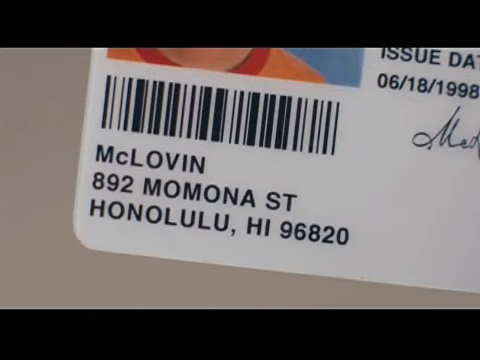 ISSUE DAT
06/18/1998
McLOVIN
892 MOMONA ST
HONOLULU, HI 96820